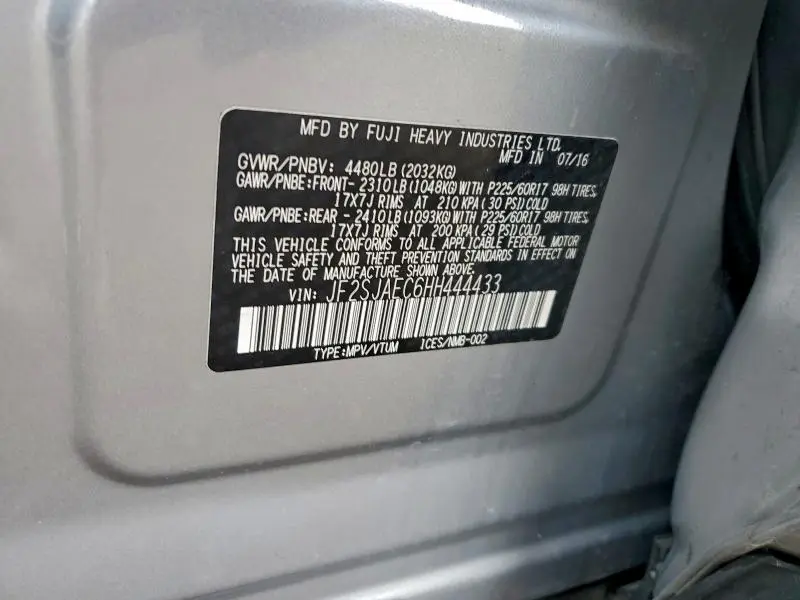 MFD BY FUJI HEAVY INDUSTRIES LTD.
MFD IN 07/16
GVWR/PNBV: 4480LB (2032KG)
GAWR/PNBE:FRONT- 2310LB (1048KG) WITH P225/60R17 98H TIRES,
17X7J RIMS AT 210 KPA ( 30 PSI) COLD
GAWR/PNBE:REAR - 2410LB (1093KG) WITH P225/60R17 98H TIRES,
17X7J RIMS AT 200 KPA ( 29 PSI) COLD
THIS VEHICLE CONFORMS TO ALL APPLICABLE FEDERAL MOTOR
VEHICLE SAFETY AND THEFT PREVENTION STANDARDS IN EFFECT ON
THE DATE OF MANUFACTURE SHOWN ABOVE.
VIN: JF2SJAEC6HH444433
TYPE:MPV/VTUM ICES/NMB-002